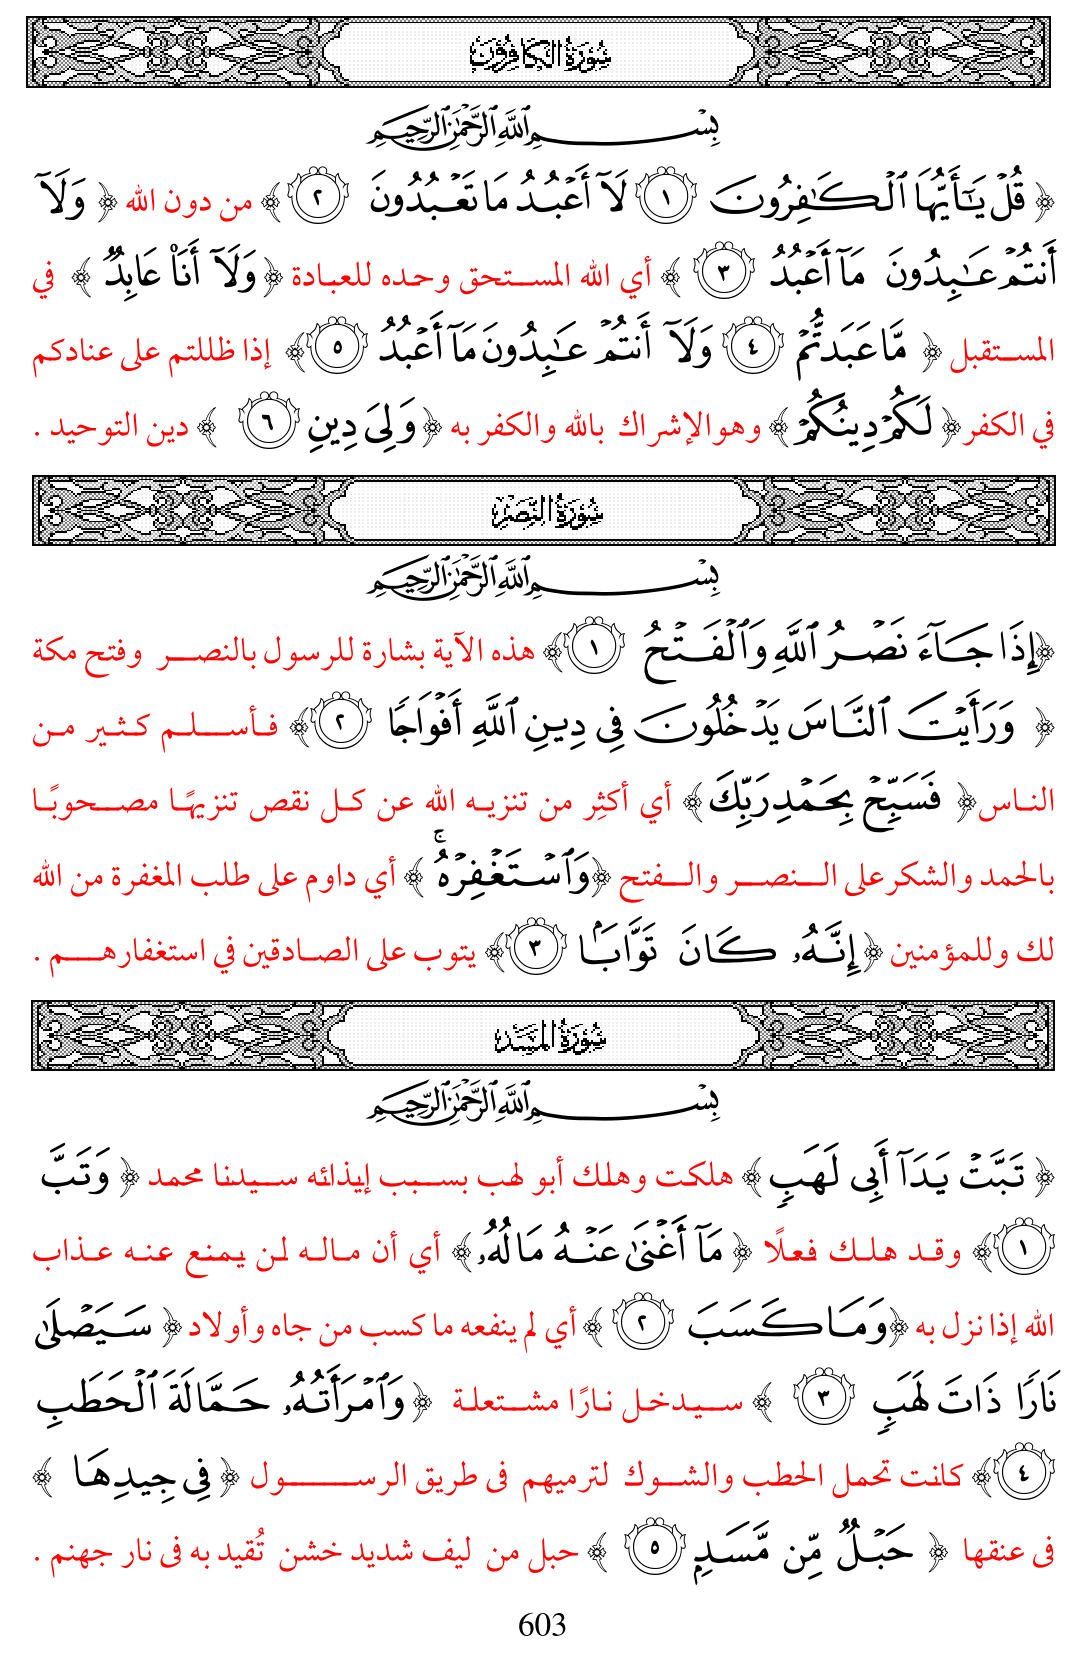 سُورَةُ الكَافِرُون
بِسْمِ ٱللَّهِ ٱلرَّحْمَٰنِ ٱلرَّحِيمِ
﴿ قُلْ يَٰٓأَيُّهَا ٱلْكَٰفِرُونَ ١ لَآ أَعْبُدُ مَا تَعْبُدُونَ ٢ ﴾ من دون الله ﴿ وَلَآ
أَنتُمْ عَٰبِدُونَ مَآ أَعْبُدُ ٣ ﴾ أي الله المستحق وحده للعبادة ﴿ وَلَآ أَنَا۠ عَابِدٌ ﴾ في
المستقبل ﴿ مَّا عَبَدتُّمْ ٤ وَلَآ أَنتُمْ عَٰبِدُونَ مَآ أَعْبُدُ ٥ ﴾ إذا ظللتم على عنادكم
في الكفر ﴿ لَكُمْ دِينُكُمْ ﴾ وهو الإشراك بالله والكفر به ﴿ وَلِىَ دِينِ ٦ ﴾ دين التوحيد .
سُورَةُ النَّصْر
بِسْمِ ٱللَّهِ ٱلرَّحْمَٰنِ ٱلرَّحِيمِ
﴿ إِذَا جَآءَ نَصْرُ ٱللَّهِ وَٱلْفَتْحُ ١ ﴾ هذه الآية بشارة للرسول بالنصر وفتح مكة
﴿ وَرَأَيْتَ ٱلنَّاسَ يَدْخُلُونَ فِى دِينِ ٱللَّهِ أَفْوَاجًا ٢ ﴾ فأسلم كثير من
الناس ﴿ فَسَبِّحْ بِحَمْدِ رَبِّكَ ﴾ أي أكثِر من تنزيه الله عن كل نقص تنزيهًا مصحوبًا
بالحمد والشكر على النصر والفتح ﴿ وَٱسْتَغْفِرْهُ ۚ ﴾ أي داوم على طلب المغفرة من الله
لك وللمؤمنين ﴿ إِنَّهُۥ كَانَ تَوَّابَۢا ٣ ﴾ يتوب على الصادقين في استغفارهم .
سُورَةُ المَسَد
بِسْمِ ٱللَّهِ ٱلرَّحْمَٰنِ ٱلرَّحِيمِ
﴿ تَبَّتْ يَدَآ أَبِى لَهَبٍ ﴾ هلكت وهلك أبو لهب بسبب إيذائه سيدنا محمد ﴿ وَتَبَّ
١ ﴾ وقد هلك فعلًا ﴿ مَآ أَغْنَىٰ عَنْهُ مَالُهُۥ ﴾ أي أن ماله لن يمنع عنه عذاب
الله إذا نزل به ﴿ وَمَا كَسَبَ ٢ ﴾ أي لم ينفعه ما كسب من جاه وأولاد ﴿ سَيَصْلَىٰ
نَارًا ذَاتَ لَهَبٍ ٣ ﴾ سيدخل نارًا مشتعلة ﴿ وَٱمْرَأَتُهُۥ حَمَّالَةَ ٱلْحَطَبِ
٤ ﴾ كانت تحمل الحطب والشوك لترميهم فى طريق الرسول ﴿ فِى جِيدِهَا ﴾
فى عنقها ﴿ حَبْلٌ مِّن مَّسَدٍۭ ٥ ﴾ حبل من ليف شديد خشن تُقيد به فى نار جهنم .
603